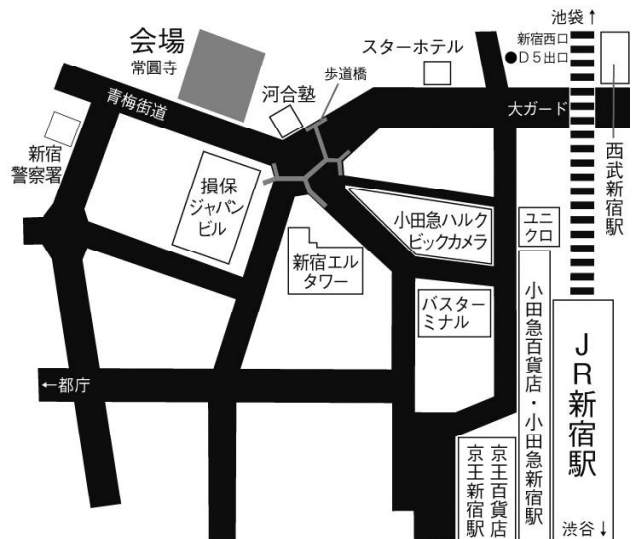 池袋↑
新宿西口
●D5出口
会場
常圓寺
スターホテル
歩道橋
河合塾
青梅街道
大ガード
西武新宿駅
新宿
警察署
損保
ジャパン
ビル
小田急ハルク
ビックカメラ
ユニ
クロ
新宿エル
タワー
バスター
ミナル
小田急百貨店・小田急新宿駅
JR新宿駅
←都庁
京王百貨店
京王新宿駅
渋谷↓